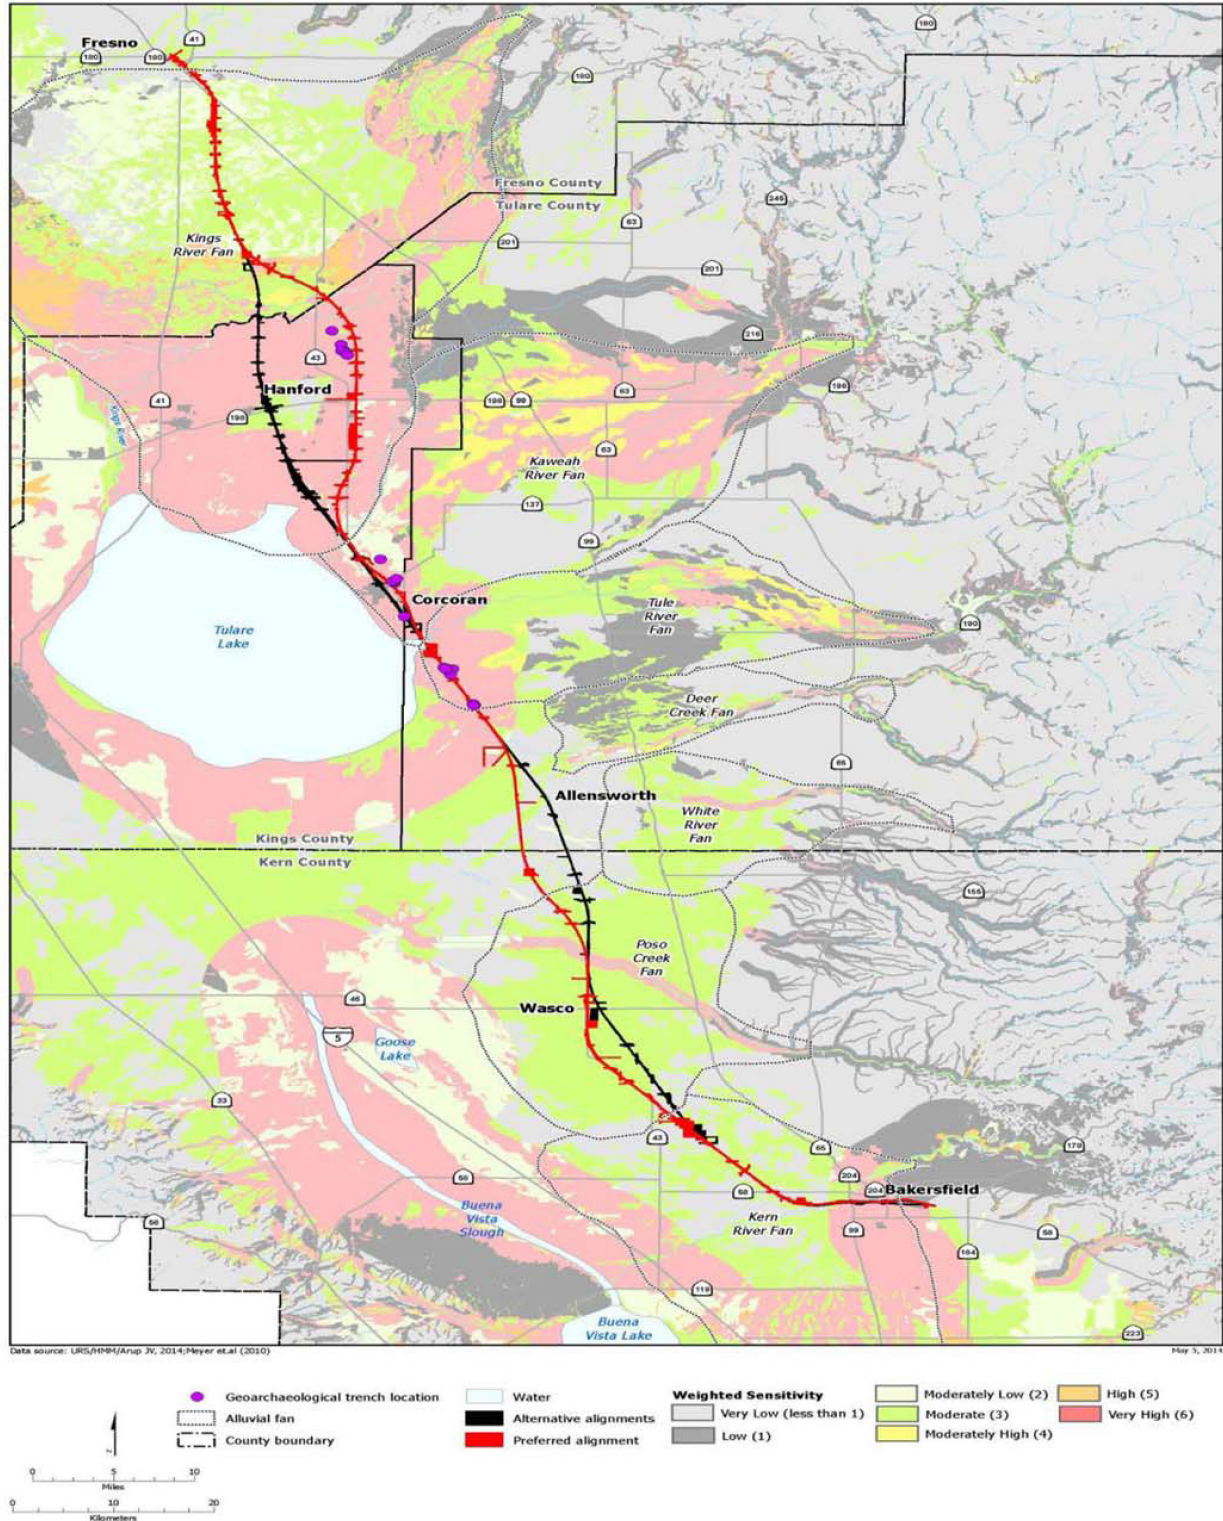 Fresno
41
180
180
180
180
Fresno County
Tulare County
63
245
201
201
Kings
River Fan
216
43
Hanford
41
198
198
99
63
198
Kings River
63
Kaweah
River Fan
137
99
Corcoran
Tulare
Lake
Tule
River
Fan
190
Deer
Creek Fan
65
Allensworth
White
River
Fan
Kings County
Kern County
155
Poso
Creek
Fan
46
Wasco
5
Goose
Lake
33
43
65
178
58
204
204
Bakersfield
58
Buena
Vista
Slough
Kern
River Fan
99
58
184
119
Buena
Vista Lake
223
Data source: URS/HMM/Arup JV, 2014;Meyer et.al (2010)
May 5, 2014
Geoarchaeological trench location
Alluvial fan
County boundary
Water
Alternative alignments
Preferred alignment
Weighted Sensitivity
Very Low (less than 1)
Low (1)
Moderately Low (2)
Moderate (3)
Moderately High (4)
High (5)
Very High (6)
N
0 5 10
Miles
0 10 20
Kilometers